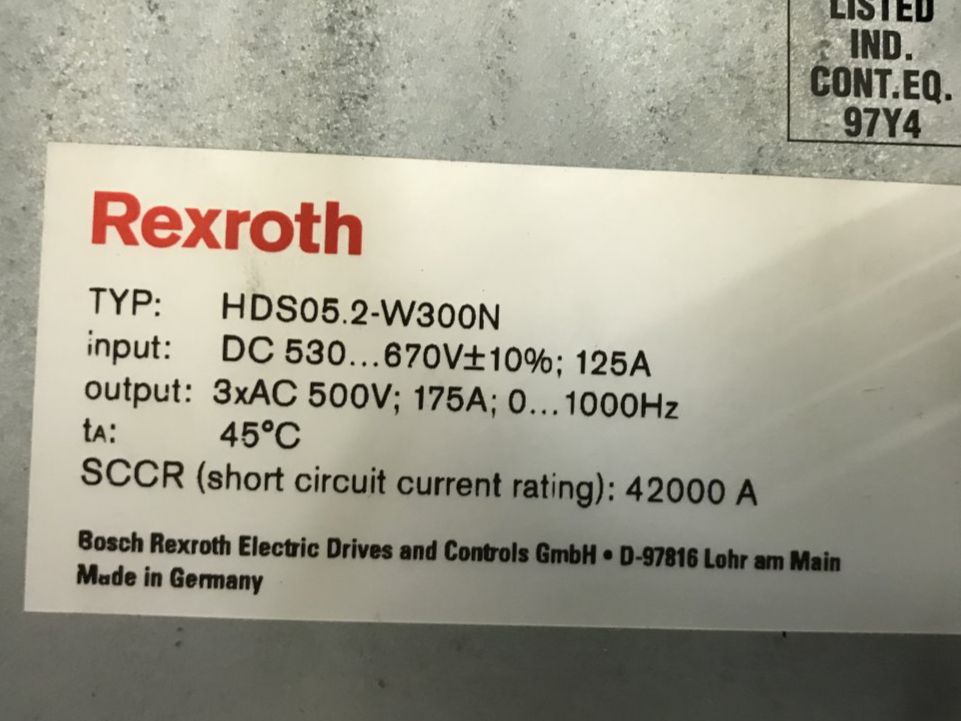 LISTED
IND.
CONT.EQ.
97Y4
Rexroth
TYP: HDS05.2-W300N
input: DC 530...670V±10%; 125A
output: 3xAC 500V; 175A; 0...1000Hz
tA: 45°C
SCCR (short circuit current rating): 42000 A
Bosch Rexroth Electric Drives and Controls GmbH • D-97816 Lohr am Main
Made in Germany